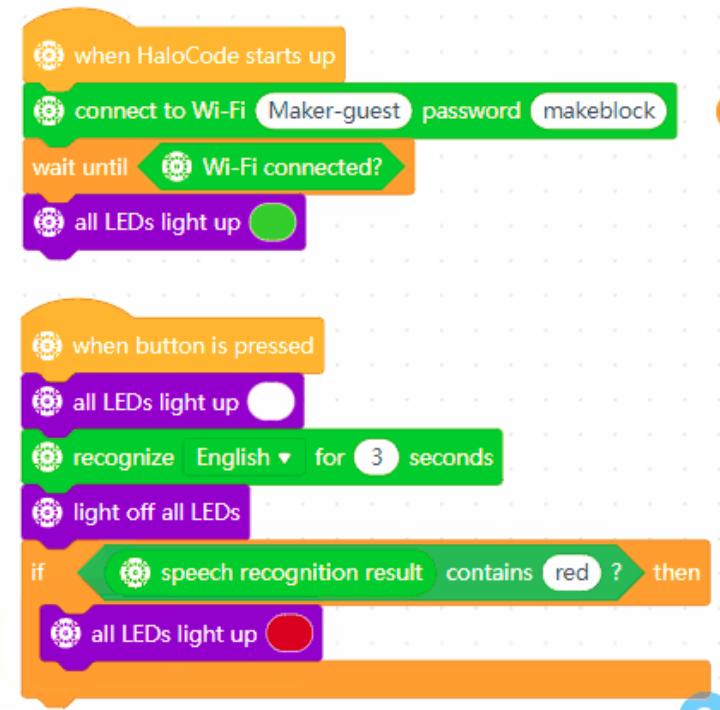 when HaloCode starts up
connect to Wi-Fi Maker-guest password makeblock
wait until Wi-Fi connected?
all LEDs light up
when button is pressed
all LEDs light up
recognize English ▾ for 3 seconds
light off all LEDs
if speech recognition result contains red ? then
all LEDs light up